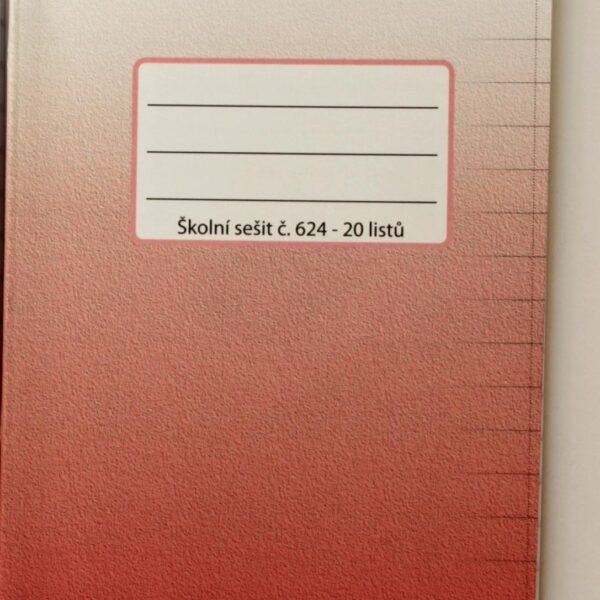 Školní sešit č. 624 - 20 listů